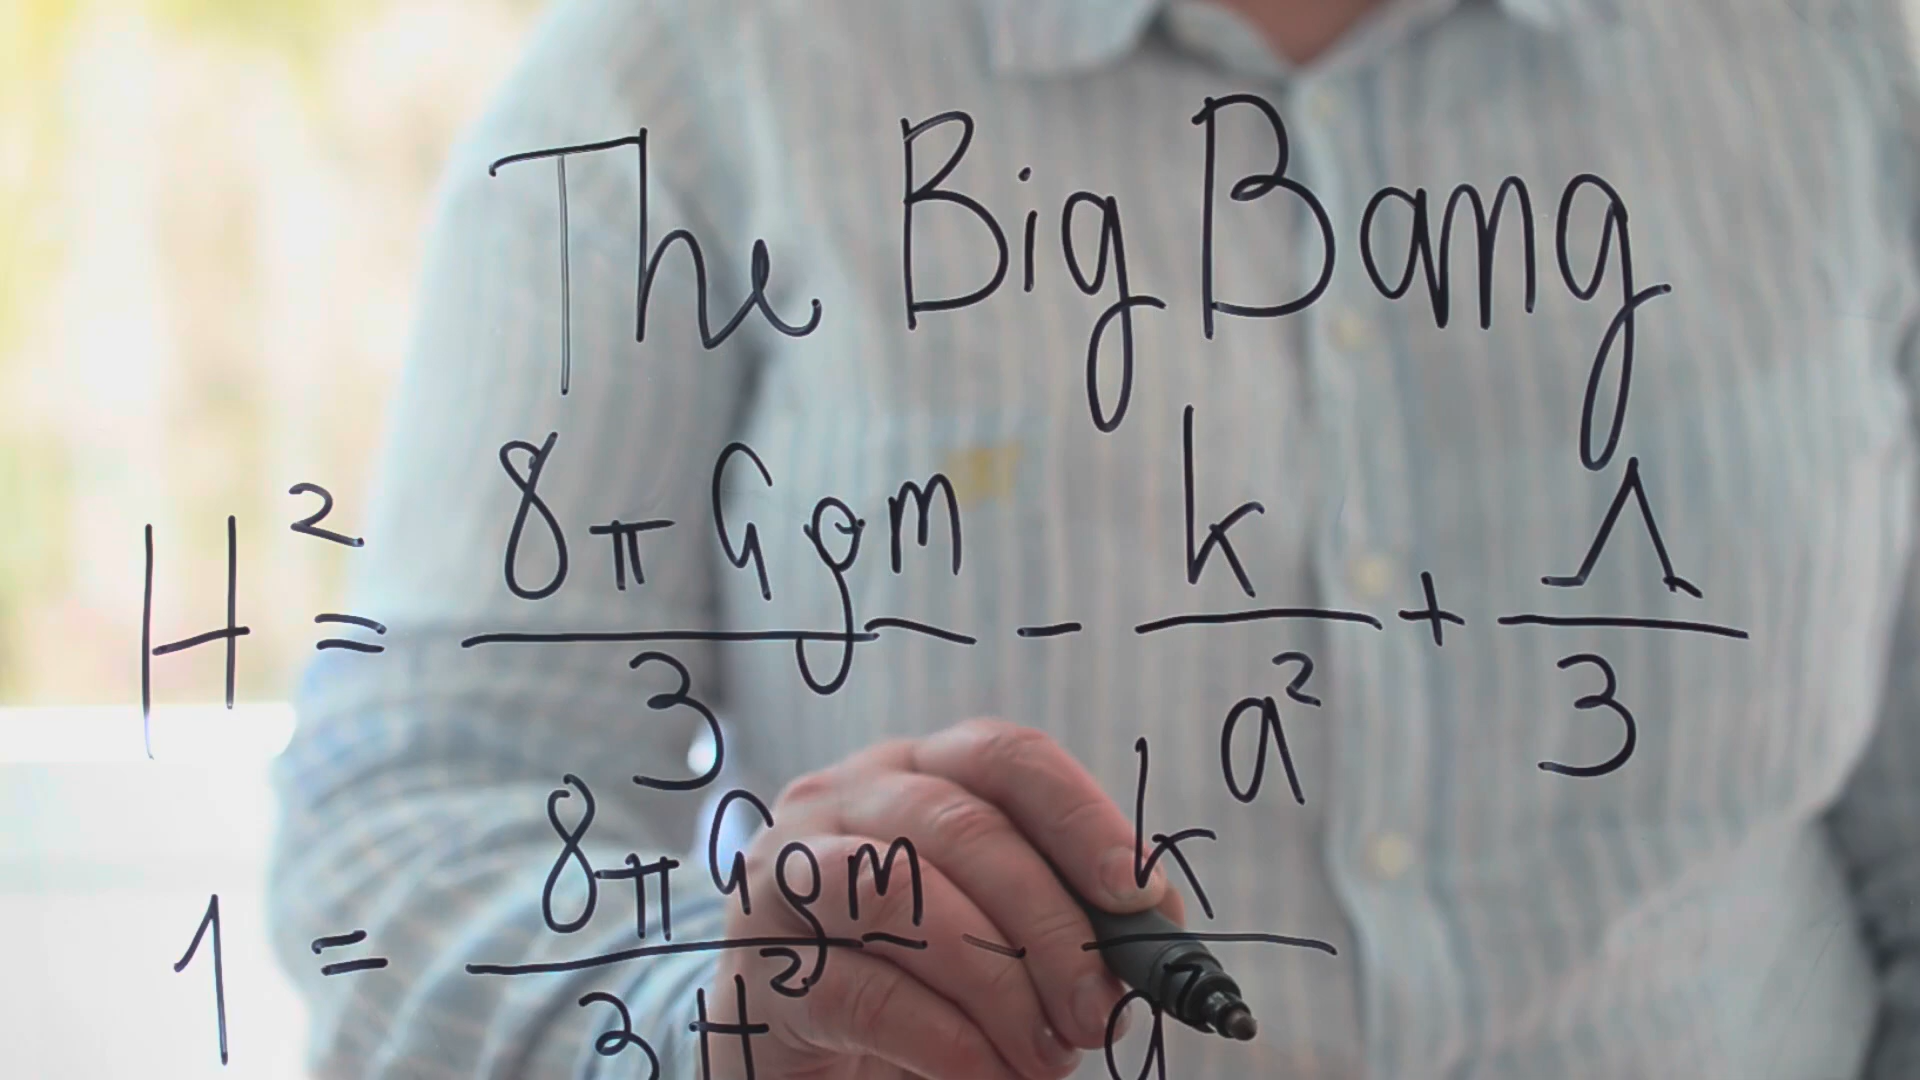 The Big Bang
H² = 8πGρm/3 - k/a² + Λ/3
1 = 8πGρm/3H² - k/a²